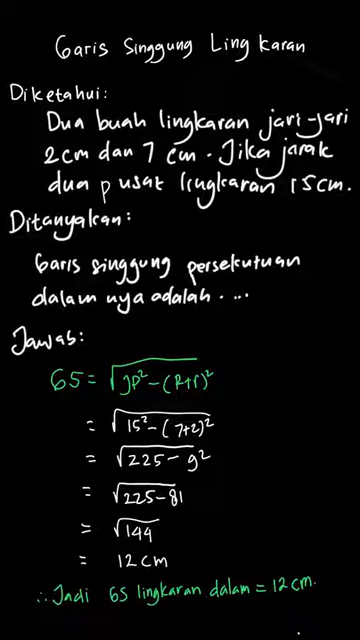 Garis Singgung Lingkaran
Diketahui:
Dua buah lingkaran jari-jari
2cm dan 7 cm. Jika jarak
dua pusat lingkaran 15cm.
Ditanyakan:
Garis singgung persekutuan
dalam nya adalah ....
Jawab:
GS = √JP² - (R+r)²
= √15² - (7+2)²
= √225 - 9²
= √225 - 81
= √144
= 12 cm
∴ Jadi GS lingkaran dalam = 12 cm.